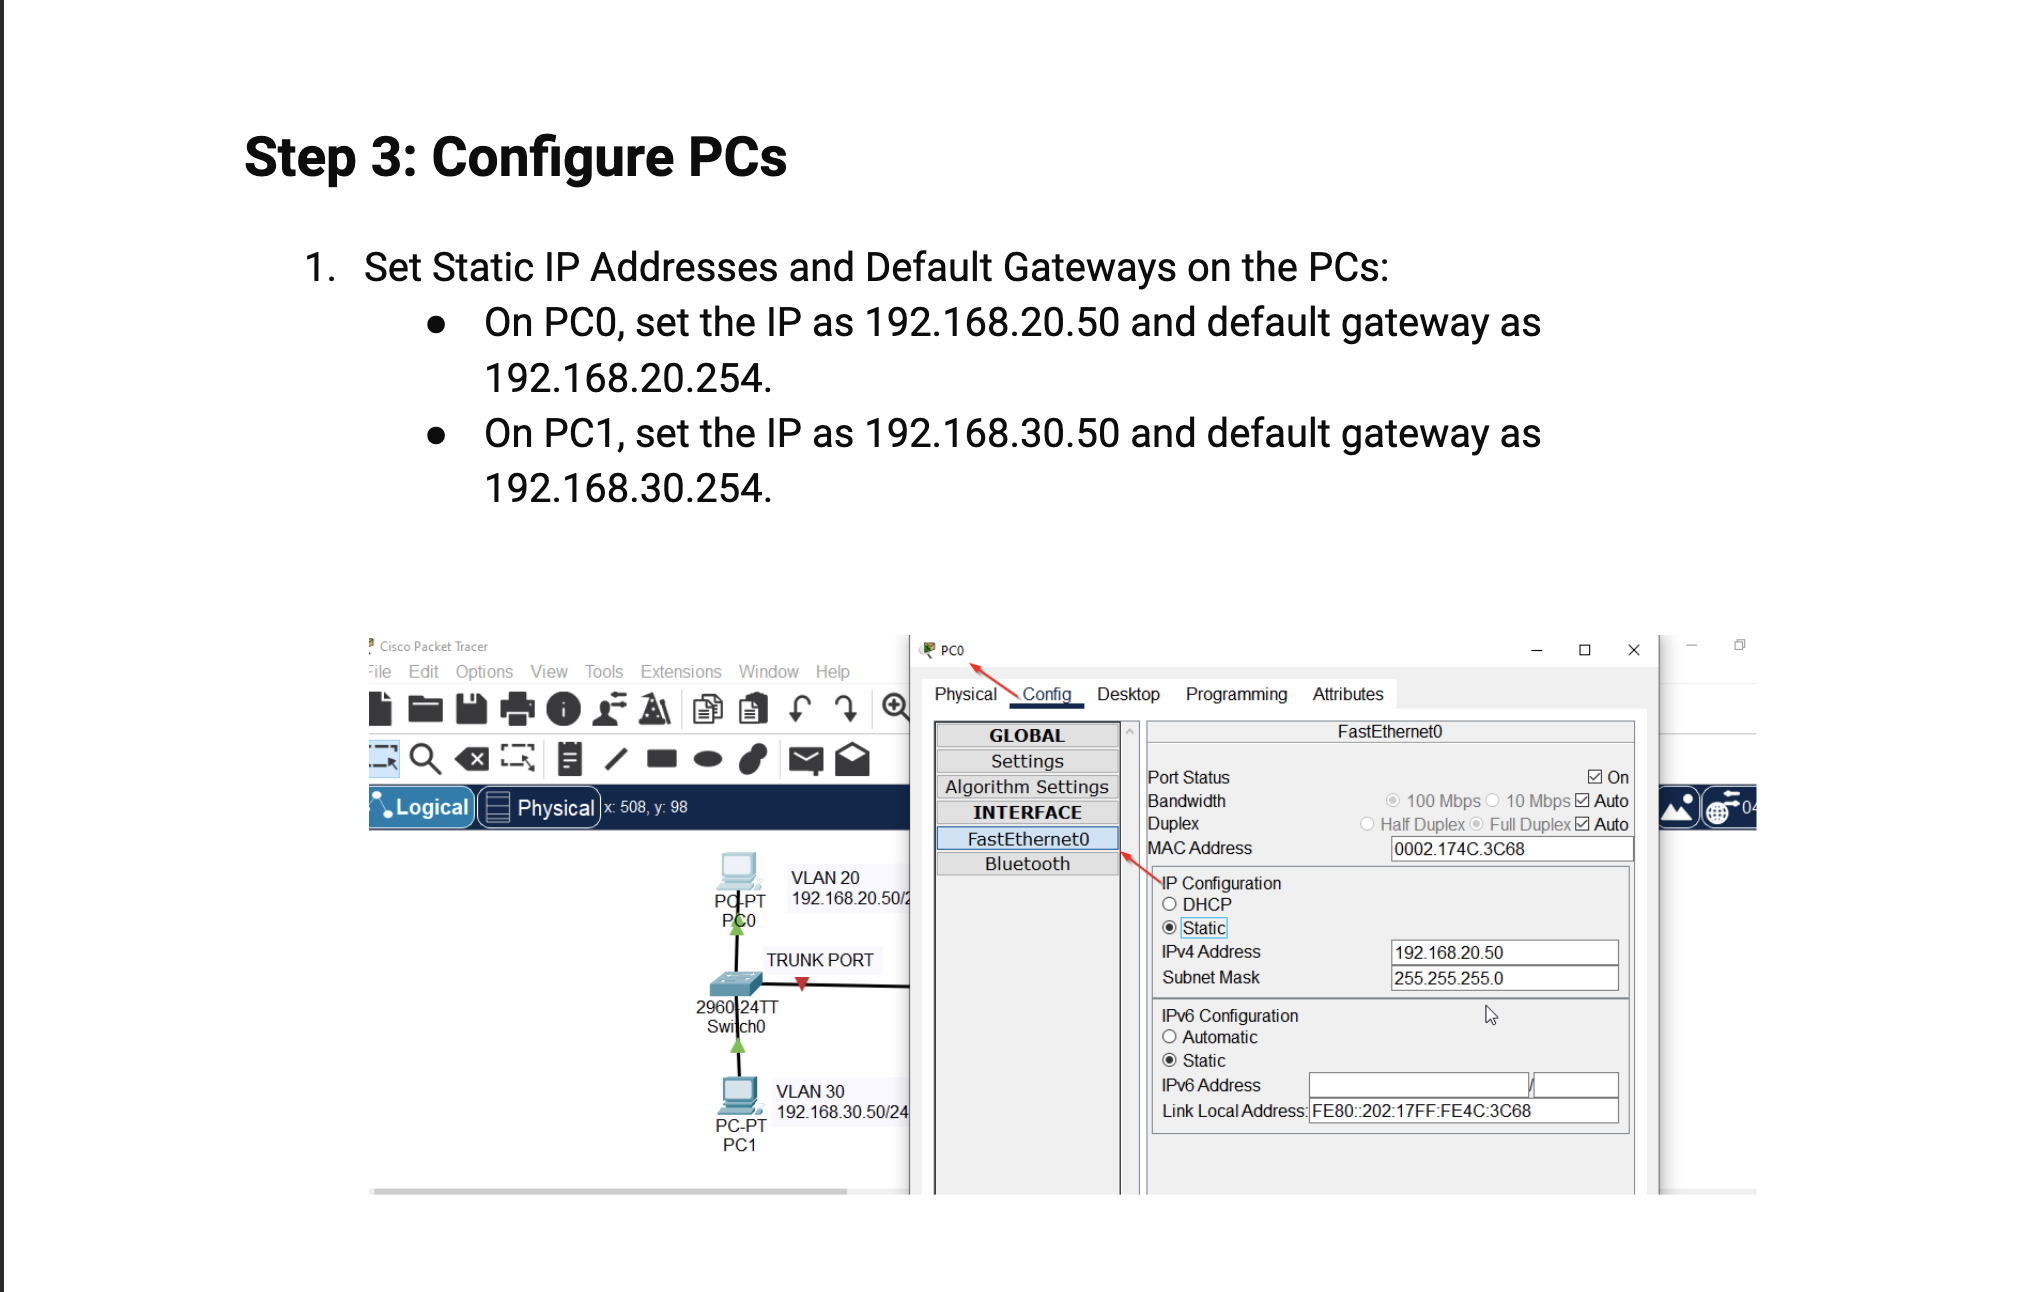 Step 3: Configure PCs
1. Set Static IP Addresses and Default Gateways on the PCs:
● On PC0, set the IP as 192.168.20.50 and default gateway as
192.168.20.254.
● On PC1, set the IP as 192.168.30.50 and default gateway as
192.168.30.254.
Cisco Packet Tracer
File Edit Options View Tools Extensions Window Help
Logical Physical x: 508, y: 98
VLAN 20
192.168.20.50/2
PC-PT
PC0
TRUNK PORT
2960-24TT
Switch0
VLAN 30
192.168.30.50/24
PC-PT
PC1
PC0
Physical Config Desktop Programming Attributes
GLOBAL
Settings
Algorithm Settings
INTERFACE
FastEthernet0
Bluetooth
FastEthernet0
Port Status On
Bandwidth 100 Mbps 10 Mbps Auto
Duplex Half Duplex Full Duplex Auto
MAC Address 0002.174C.3C68
IP Configuration
DHCP
Static
IPv4 Address 192.168.20.50
Subnet Mask 255.255.255.0
IPv6 Configuration
Automatic
Static
IPv6 Address /
Link Local Address: FE80::202:17FF:FE4C:3C68
04